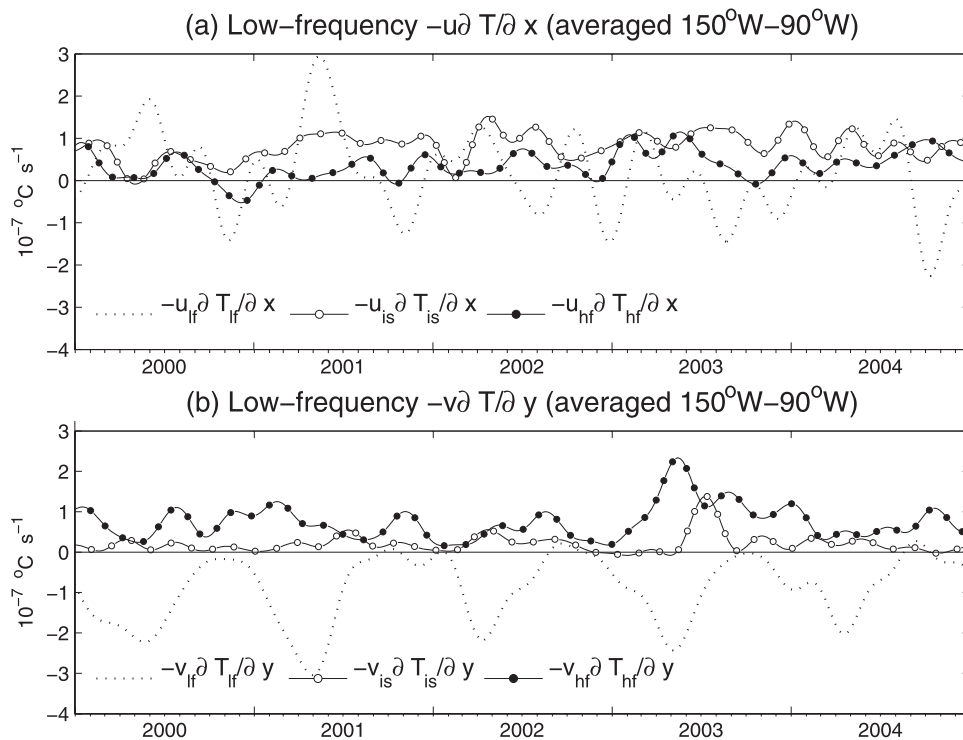 (a) Low−frequency −u∂ T/∂ x (averaged 150°W−90°W)
3
2
1
0
−1
−2
−3
−4
10⁻⁷ °C s⁻¹
−u_lf∂ T_lf/∂ x −u_is∂ T_is/∂ x −u_hf∂ T_hf/∂ x
2000 2001 2002 2003 2004
(b) Low−frequency −v∂ T/∂ y (averaged 150°W−90°W)
3
2
1
0
−1
−2
−3
−4
10⁻⁷ °C s⁻¹
−v_lf∂ T_lf/∂ y −v_is∂ T_is/∂ y −v_hf∂ T_hf/∂ y
2000 2001 2002 2003 2004